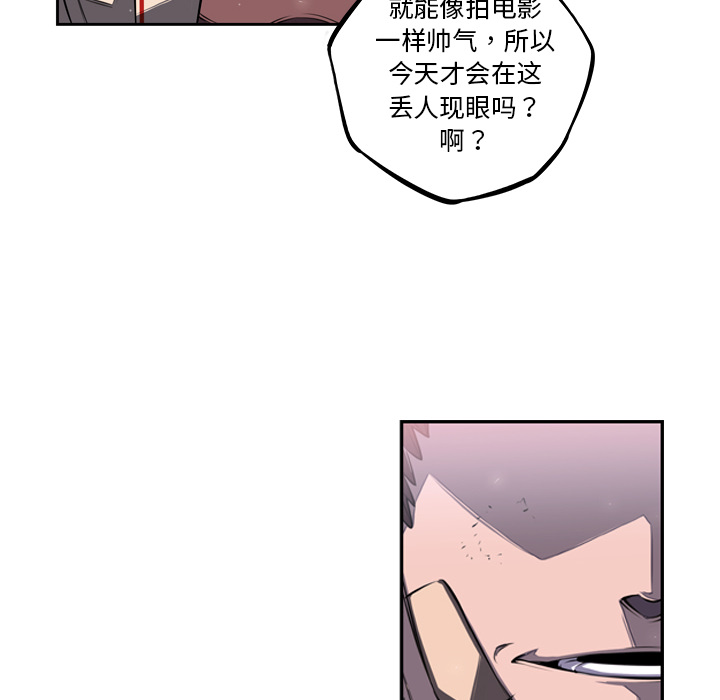 就能像拍电影
一样帅气，所以
今天才会在这
丢人现眼吗？
啊？